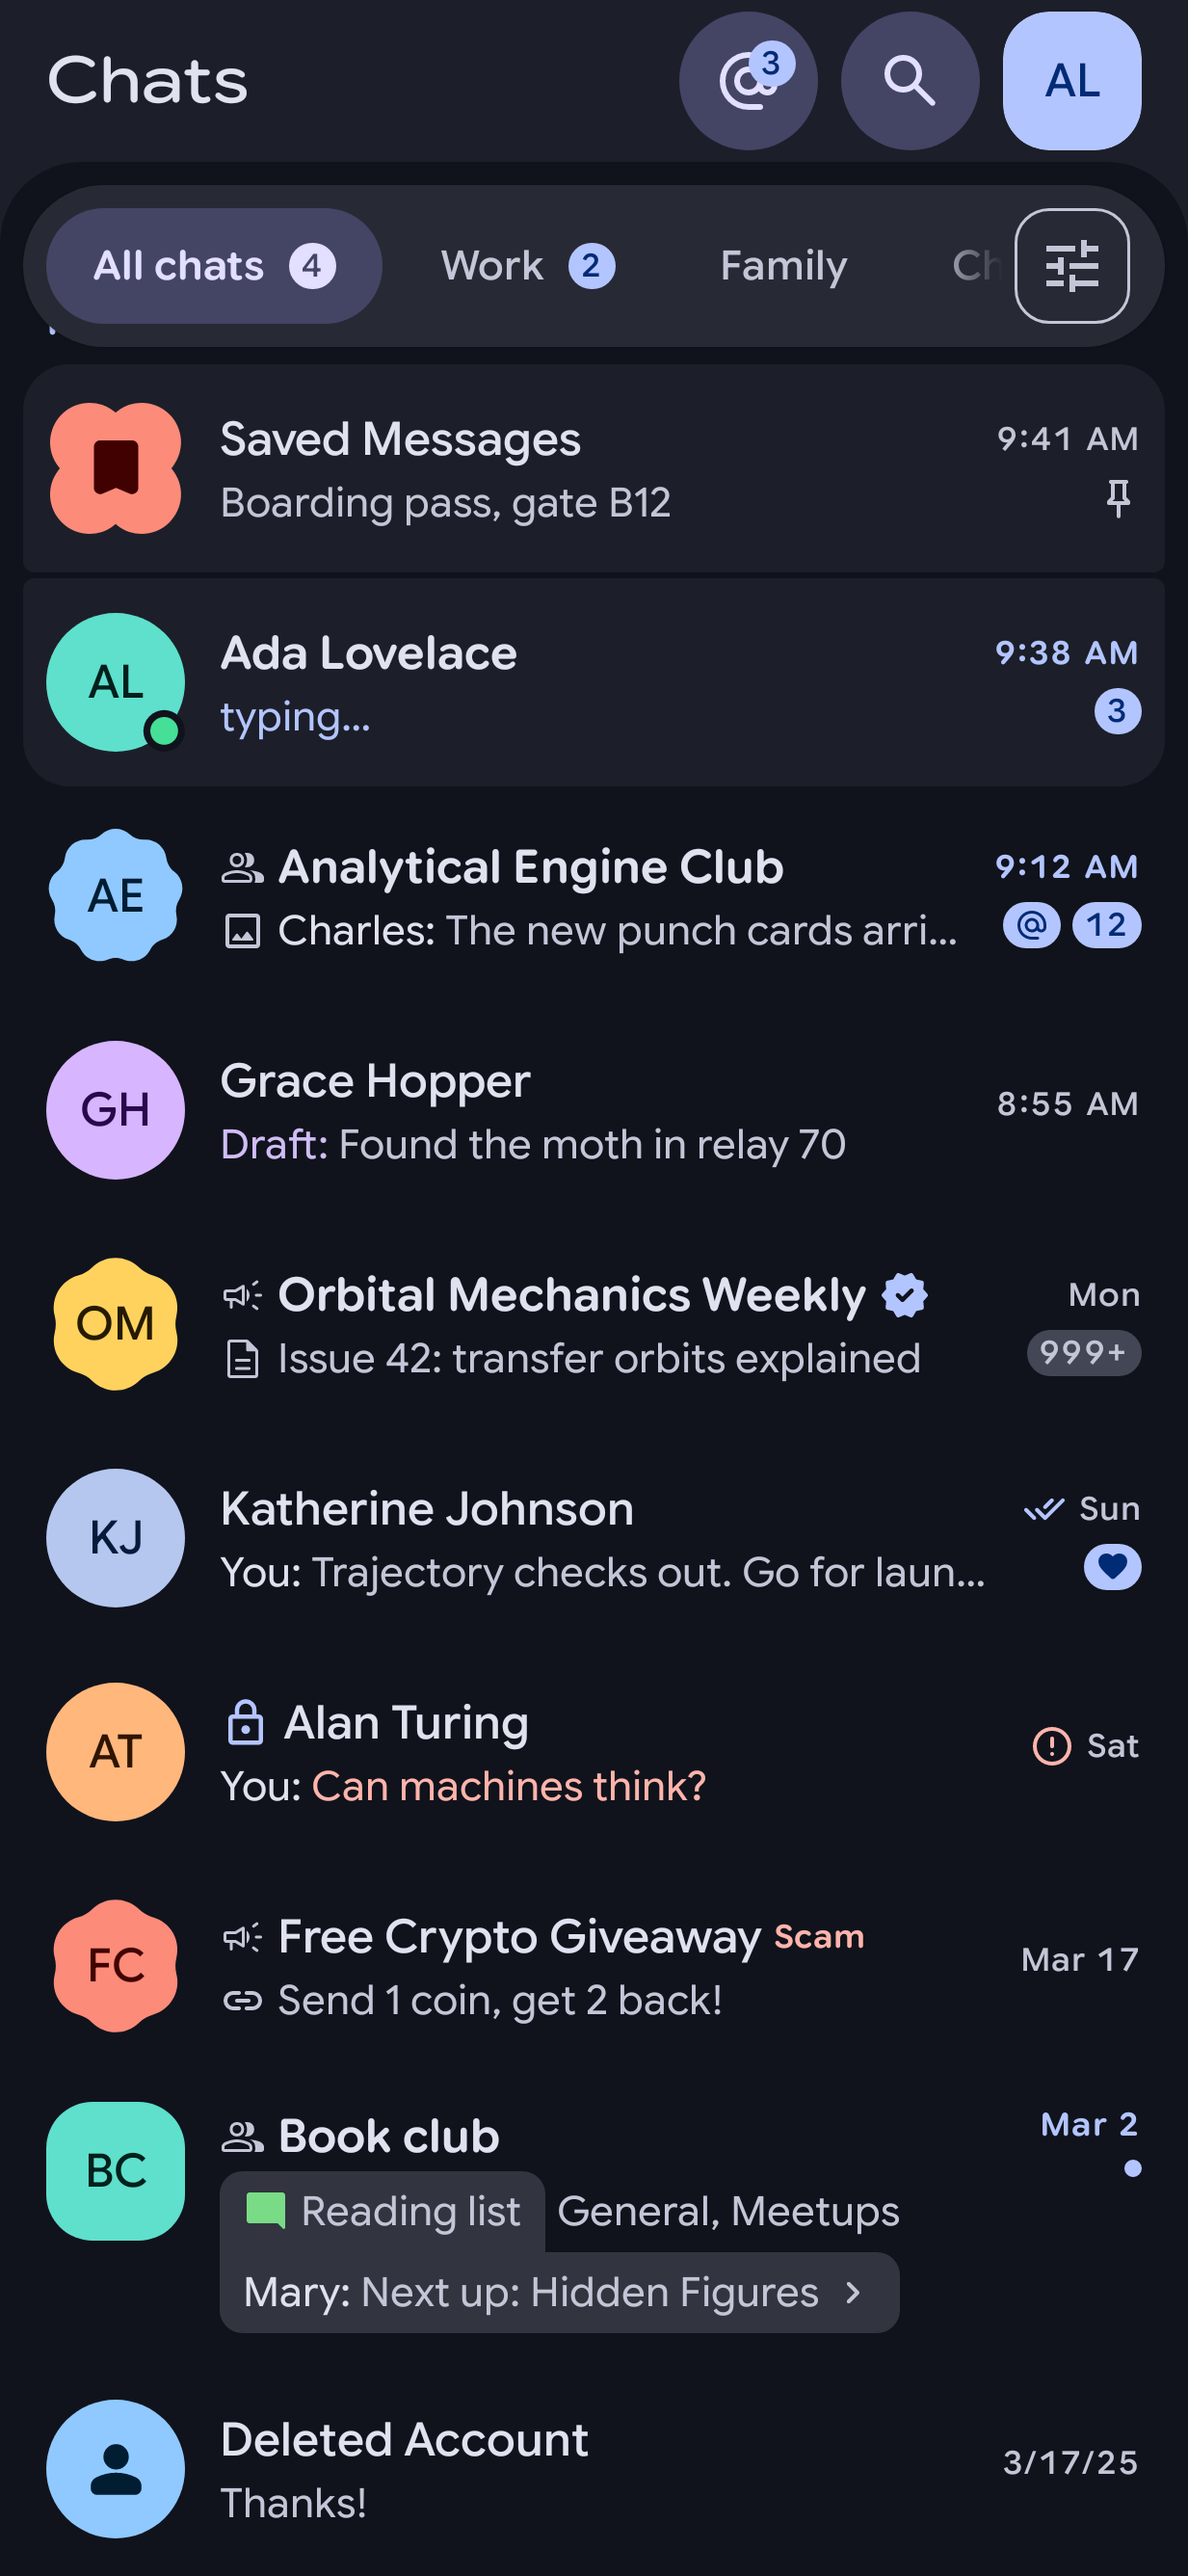 Chats
3
AL
All chats 4
Work 2
Family
Ch
Saved Messages
9:41 AM
Boarding pass, gate B12
AL
Ada Lovelace
9:38 AM
typing...
3
AE
Analytical Engine Club
9:12 AM
Charles: The new punch cards arri...
@ 12
GH
Grace Hopper
8:55 AM
Draft: Found the moth in relay 70
OM
Orbital Mechanics Weekly
Mon
Issue 42: transfer orbits explained
999+
KJ
Katherine Johnson
Sun
You: Trajectory checks out. Go for laun...
AT
Alan Turing
Sat
You: Can machines think?
FC
Free Crypto Giveaway Scam
Mar 17
Send 1 coin, get 2 back!
BC
Book club
Mar 2
Reading list General, Meetups
Mary: Next up: Hidden Figures
Deleted Account
3/17/25
Thanks!